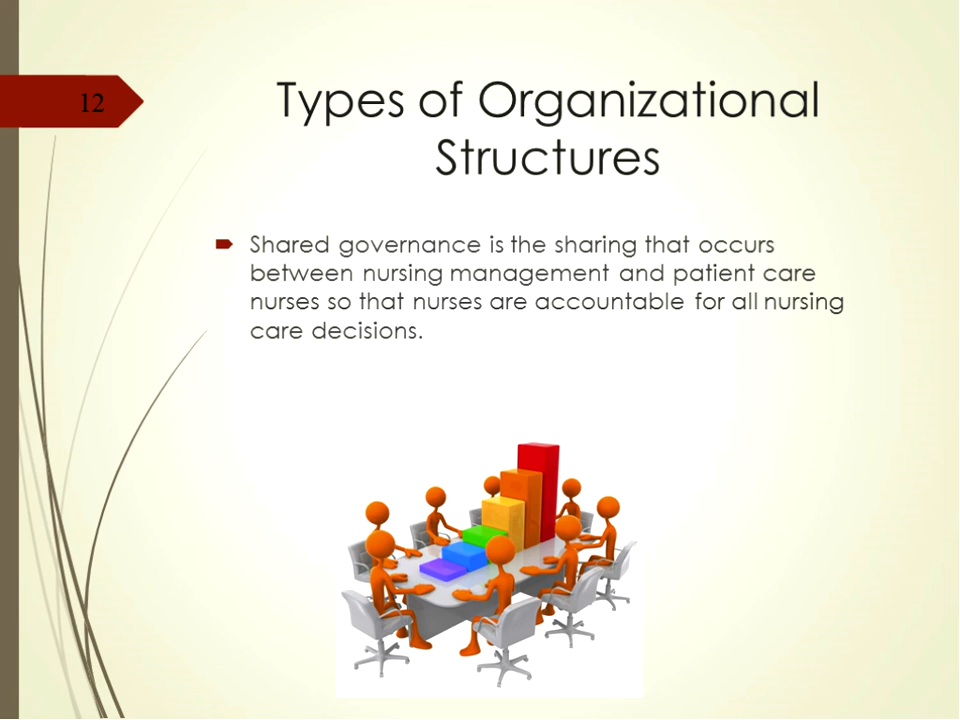 12
Types of Organizational
Structures
Shared governance is the sharing that occurs
between nursing management and patient care
nurses so that nurses are accountable for all nursing
care decisions.